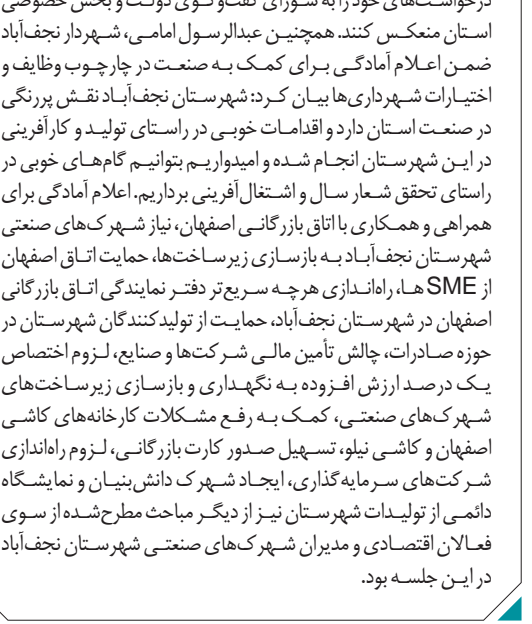 درخواست‌های خود را به شورای گفت‌وگوی دولت و بخش خصوصی
استان منعکس کنند. همچنین عبدالرسول امامی، شهردار نجف‌آباد
ضمن اعلام آمادگی برای کمک به صنعت در چارچوب وظایف و
اختیارات شهرداری‌ها بیان کرد: شهرستان نجف‌آباد نقش پررنگی
در صنعت استان دارد و اقدامات خوبی در راستای تولید و کارآفرینی
در این شهرستان انجام شده و امیدواریم بتوانیم گام‌های خوبی در
راستای تحقق شعار سال و اشتغال‌آفرینی برداریم. اعلام آمادگی برای
همراهی و همکاری با اتاق بازرگانی اصفهان، نیاز شهرک‌های صنعتی
شهرستان نجف‌آباد به بازسازی زیرساخت‌ها، حمایت اتاق اصفهان
از SMEها، راه‌اندازی هرچه سریع‌تر دفتر نمایندگی اتاق بازرگانی
اصفهان در شهرستان نجف‌آباد، حمایت از تولیدکنندگان شهرستان در
حوزه صادرات، چالش تأمین مالی شرکت‌ها و صنایع، لزوم اختصاص
یک درصد ارزش افزوده به نگهداری و بازسازی زیرساخت‌های
شهرک‌های صنعتی، کمک به رفع مشکلات کارخانه‌های کاشی
اصفهان و کاشی نیلو، تسهیل صدور کارت بازرگانی، لزوم راه‌اندازی
شرکت‌های سرمایه‌گذاری، ایجاد شهرک دانش‌بنیان و نمایشگاه
دائمی از تولیدات شهرستان نیز از دیگر مباحث مطرح‌شده از سوی
فعالان اقتصادی و مدیران شهرک‌های صنعتی شهرستان نجف‌آباد
در این جلسه بود.